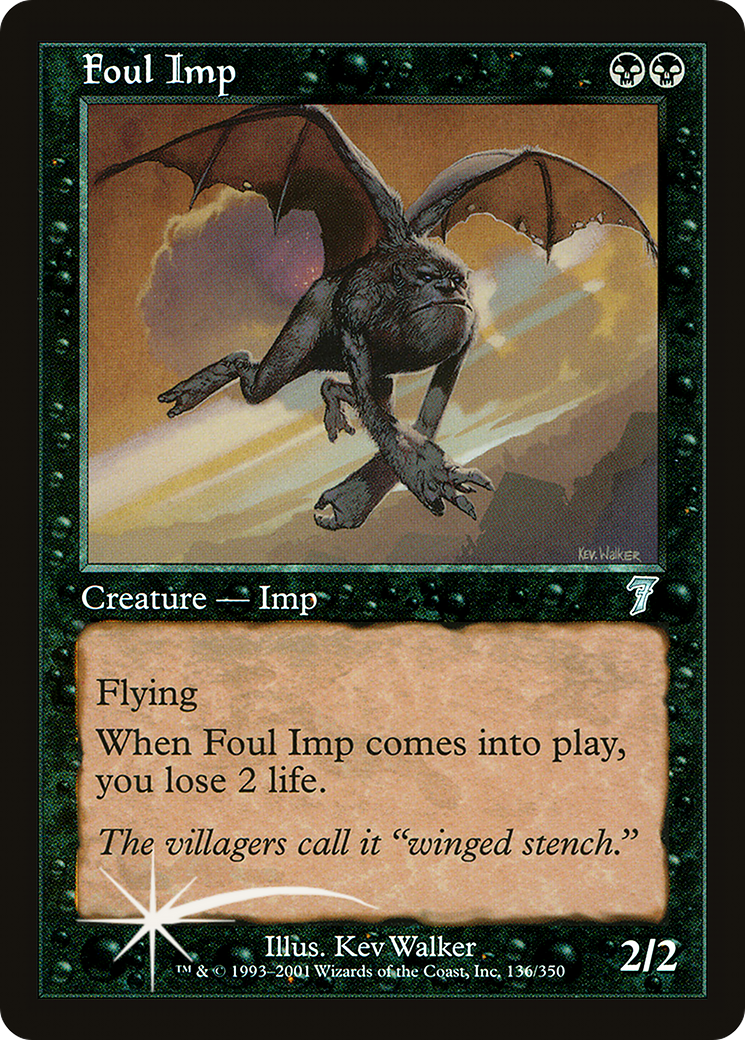 Foul Imp
KEV. WALKER
Creature — Imp
7
Flying
When Foul Imp comes into play,
you lose 2 life.
The villagers call it “winged stench.”
Illus. Kev Walker
™ & © 1993–2001 Wizards of the Coast, Inc. 136/350
2/2